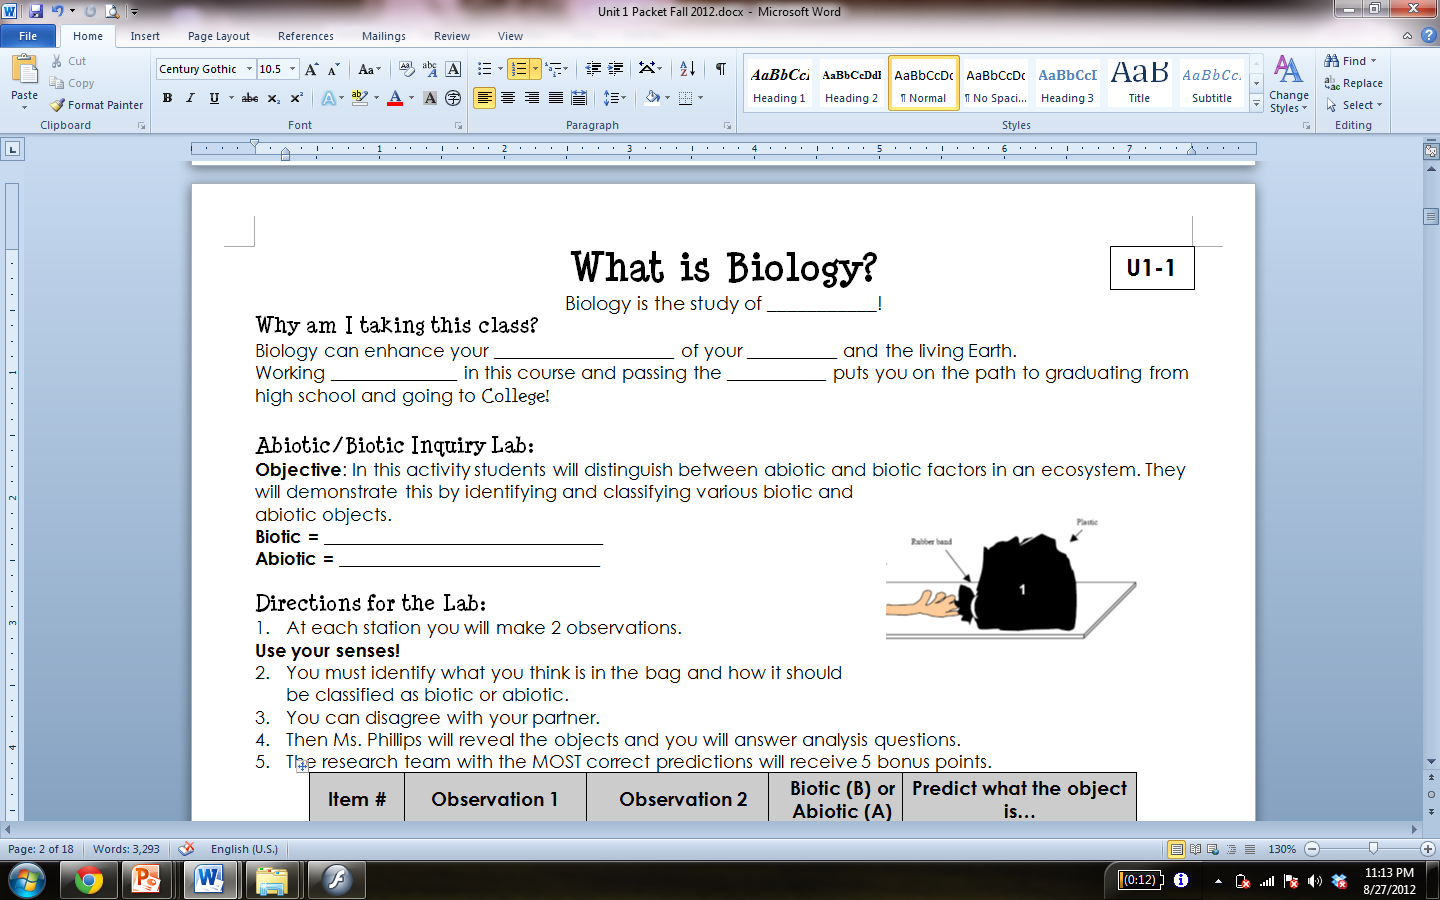 Unit 1 Packet Fall 2012.docx - Microsoft Word
File Home Insert Page Layout References Mailings Review View
Paste
Cut
Copy
Format Painter
Clipboard
Century Gothic 10.5
Font
Paragraph
AaBbCcI AaBbCcDdI AaBbCcDc AaBbCcDc AaBbCcI AaB AaBbCcI
Heading 1 Heading 2 ¶ Normal ¶ No Spaci... Heading 3 Title Subtitle
Styles
Change Styles
Find
Replace
Select
Editing
1 2 3 4 5 6 7
What is Biology?
U1-1
Biology is the study of ___________!
Why am I taking this class?
Biology can enhance your __________________ of your _________ and the living Earth.
Working _____________ in this course and passing the __________ puts you on the path to graduating from
high school and going to College!
Abiotic/Biotic Inquiry Lab:
Objective: In this activity students will distinguish between abiotic and biotic factors in an ecosystem. They
will demonstrate this by identifying and classifying various biotic and
abiotic objects.
Biotic = ____________________________
Abiotic = __________________________
Plastic
Rubber band
1
Directions for the Lab:
1. At each station you will make 2 observations.
Use your senses!
2. You must identify what you think is in the bag and how it should
be classified as biotic or abiotic.
3. You can disagree with your partner.
4. Then Ms. Phillips will reveal the objects and you will answer analysis questions.
5. The research team with the MOST correct predictions will receive 5 bonus points.
Item # Observation 1 Observation 2 Biotic (B) or Abiotic (A) Predict what the object is…
Page: 2 of 18 Words: 3,293 English (U.S.) 130%
(0:12) 11:13 PM
8/27/2012